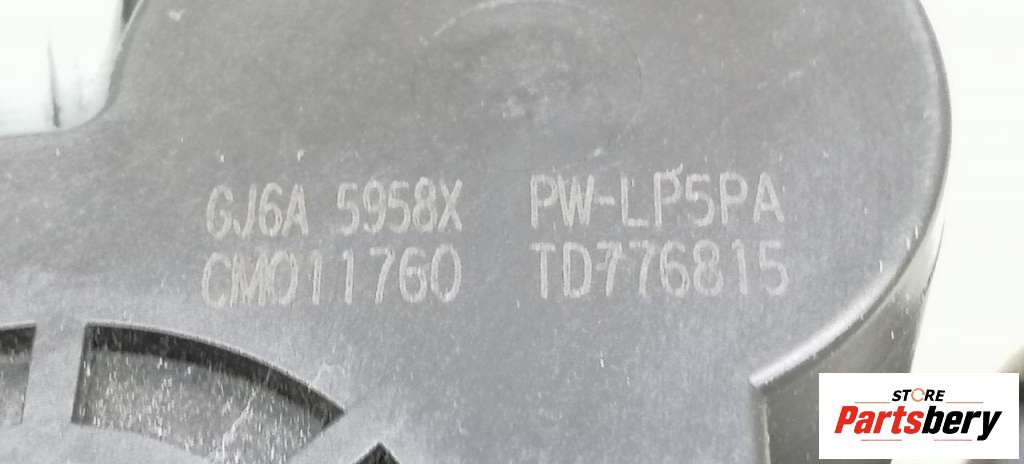 GJ6A 5958X PW-LP5PA
CM011760 TD776815
STORE
Partsbery